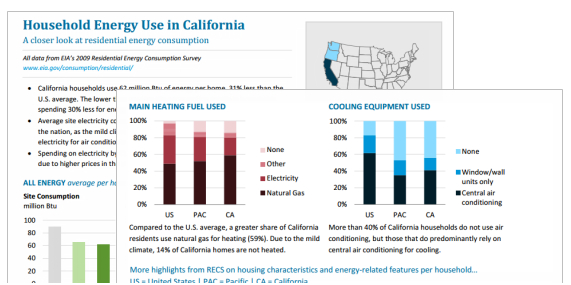 Household Energy Use in California
A closer look at residential energy consumption
All data from EIA's 2009 Residential Energy Consumption Survey
www.eia.gov/consumption/residential/
• California households use 62 million Btu of energy per home, 31% less than the
U.S. average. The lower
spending 30% less for
• Average site electricity
the nation, as the mild
electricity for
• Spending on electricity
due to higher prices in
ALL ENERGY average per
Site Consumption
million Btu
100
80
60
40
20
0
MAIN HEATING FUEL USED
100%
80%
60%
40%
20%
0%
US PAC CA
None
Other
Electricity
Natural Gas
Compared to the U.S. average, a greater share of California
residents use natural gas for heating (59%). Due to the mild
climate, 14% of California homes are not heated.
COOLING EQUIPMENT USED
100%
80%
60%
40%
20%
0%
US PAC CA
None
Window/wall
units only
Central air
conditioning
More than 40% of California households do not use air
conditioning, but those that do predominantly rely on
central air conditioning for cooling.
More highlights from RECS on housing characteristics and energy-related features per household...
US = United States | PAC = Pacific | CA = California